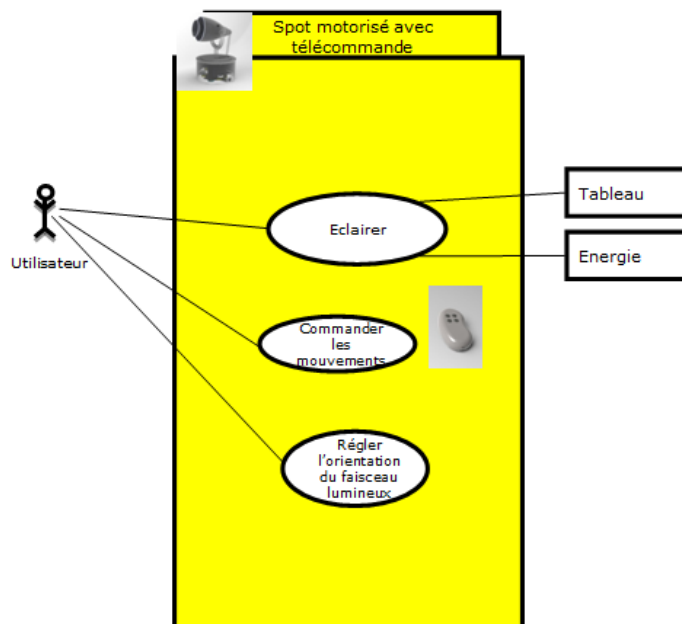 Spot motorisé avec
télécommande
Tableau
Eclairer
Energie
Utilisateur
Commander
les
mouvements
Régler
l'orientation
du faisceau
lumineux